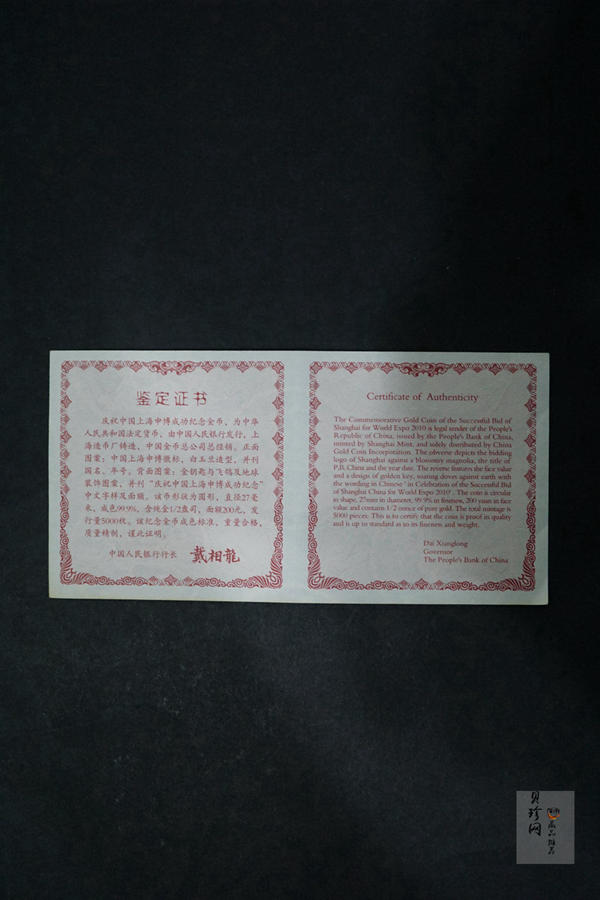 鉴定证书
庆祝中国上海申博成功纪念金币，为中华
人民共和国法定货币。由中国人民银行发行，上
海造币厂铸造，中国金币总公司总经销。正面
图案：中国上海申博徽标，白玉兰造型，并刊
国名、年号。背面图案：金钥匙与飞鸽及地球
装饰图案，并刊“庆祝中国上海申博成功纪念”
中文字样及面额。该币形状为圆形，直径27毫
米，成色99.9%，含纯金1/2盎司，面额200元，发
行量5000枚。该纪念金币成色标准，重量合格，
质量精制，谨此证明。
中国人民银行行长 戴相龍
Certificate of Authenticity
The Commemorative Gold Coin of the Successful Bid of
Shanghai for World Expo 2010 is legal tender of the People's
Republic of China, issued by the People's Bank of China,
minted by Shanghai Mint, and solely distributed by China
Gold Coin Incorporation. The obverse depicts the bidding
logo of Shanghai against a blossomy magnolia, the title of
P.R. China and the year date. The reverse features the face value
and a design of golden key, soaring doves against earth with
the wording in Chinese " in Celebration of the Successful Bid
of Shanghai China for World Expo 2010". The coin is circular
in shape, 27mm in diameter, 99.9% in fineness, 200 yuan in face
value and contains 1/2 ounce of pure gold. The total mintage is
5000 pieces. This is to certify that the coin is proof in quality
and is up to standard as to its fineness and weight.
Dai Xianglong
Governor
The People's Bank of China
贝珍网